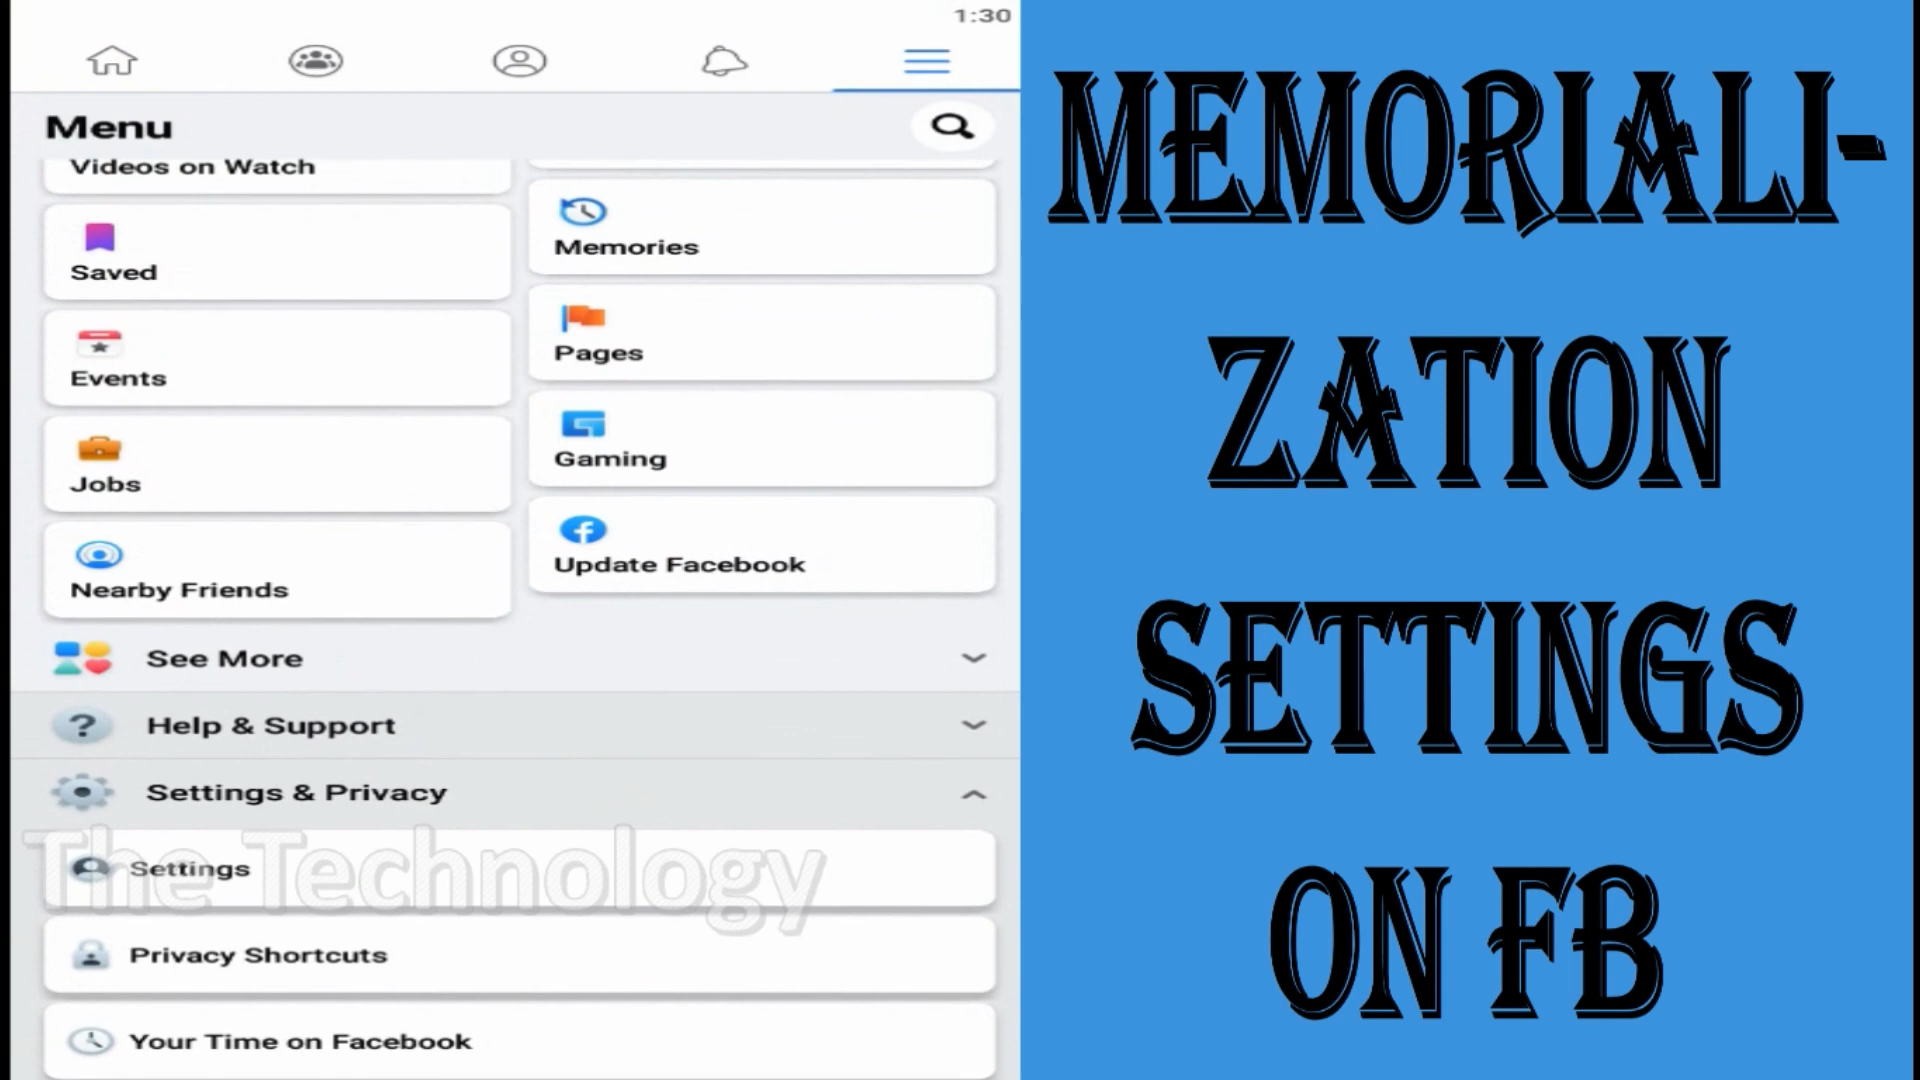 1:30
Menu
Videos on Watch
Saved
Memories
Events
Pages
Jobs
Gaming
Nearby Friends
Update Facebook
See More
Help & Support
Settings & Privacy
The Technology
Settings
Privacy Shortcuts
Your Time on Facebook
MEMORIALI-
ZATION
SETTINGS
ON FB